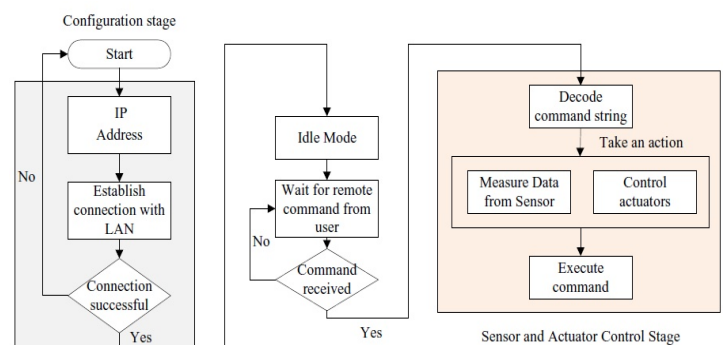 Configuration stage
Start
IP
Address
No
Establish
connection with
LAN
Connection
successful
Yes
Idle Mode
Wait for remote
command from
user
No
Command
received
Yes
Decode
command string
Take an action
Measure Data
from Sensor
Control
actuators
Execute
command
Sensor and Actuator Control Stage